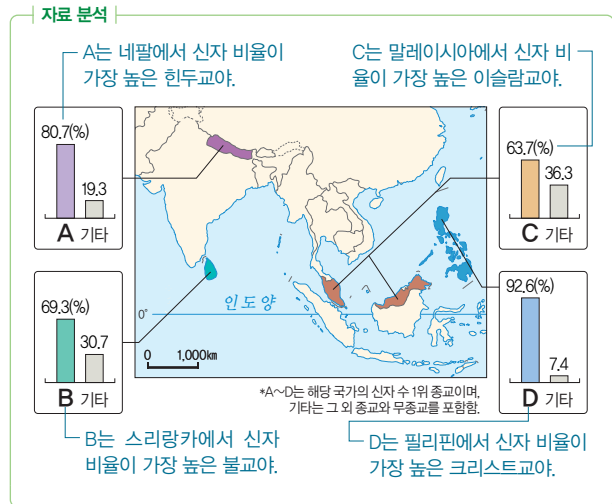 자료 분석
A는 네팔에서 신자 비율이
가장 높은 힌두교야.
C는 말레이시아에서 신자 비
율이 가장 높은 이슬람교야.
80.7(%)
19.3
A 기타
63.7(%)
36.3
C 기타
69.3(%)
30.7
B 기타
92.6(%)
7.4
D 기타
인도양
0°
0 1,000km
*A~D는 해당 국가의 신자 수 1위 종교이며,
기타는 그 외 종교와 무종교를 포함함.
B는 스리랑카에서 신자
비율이 가장 높은 불교야.
D는 필리핀에서 신자 비율이
가장 높은 크리스트교야.